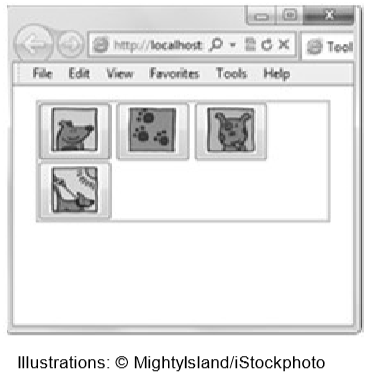 http://localhost:
Tool
File Edit View Favorites Tools Help
Illustrations: © MightyIsland/iStockphoto